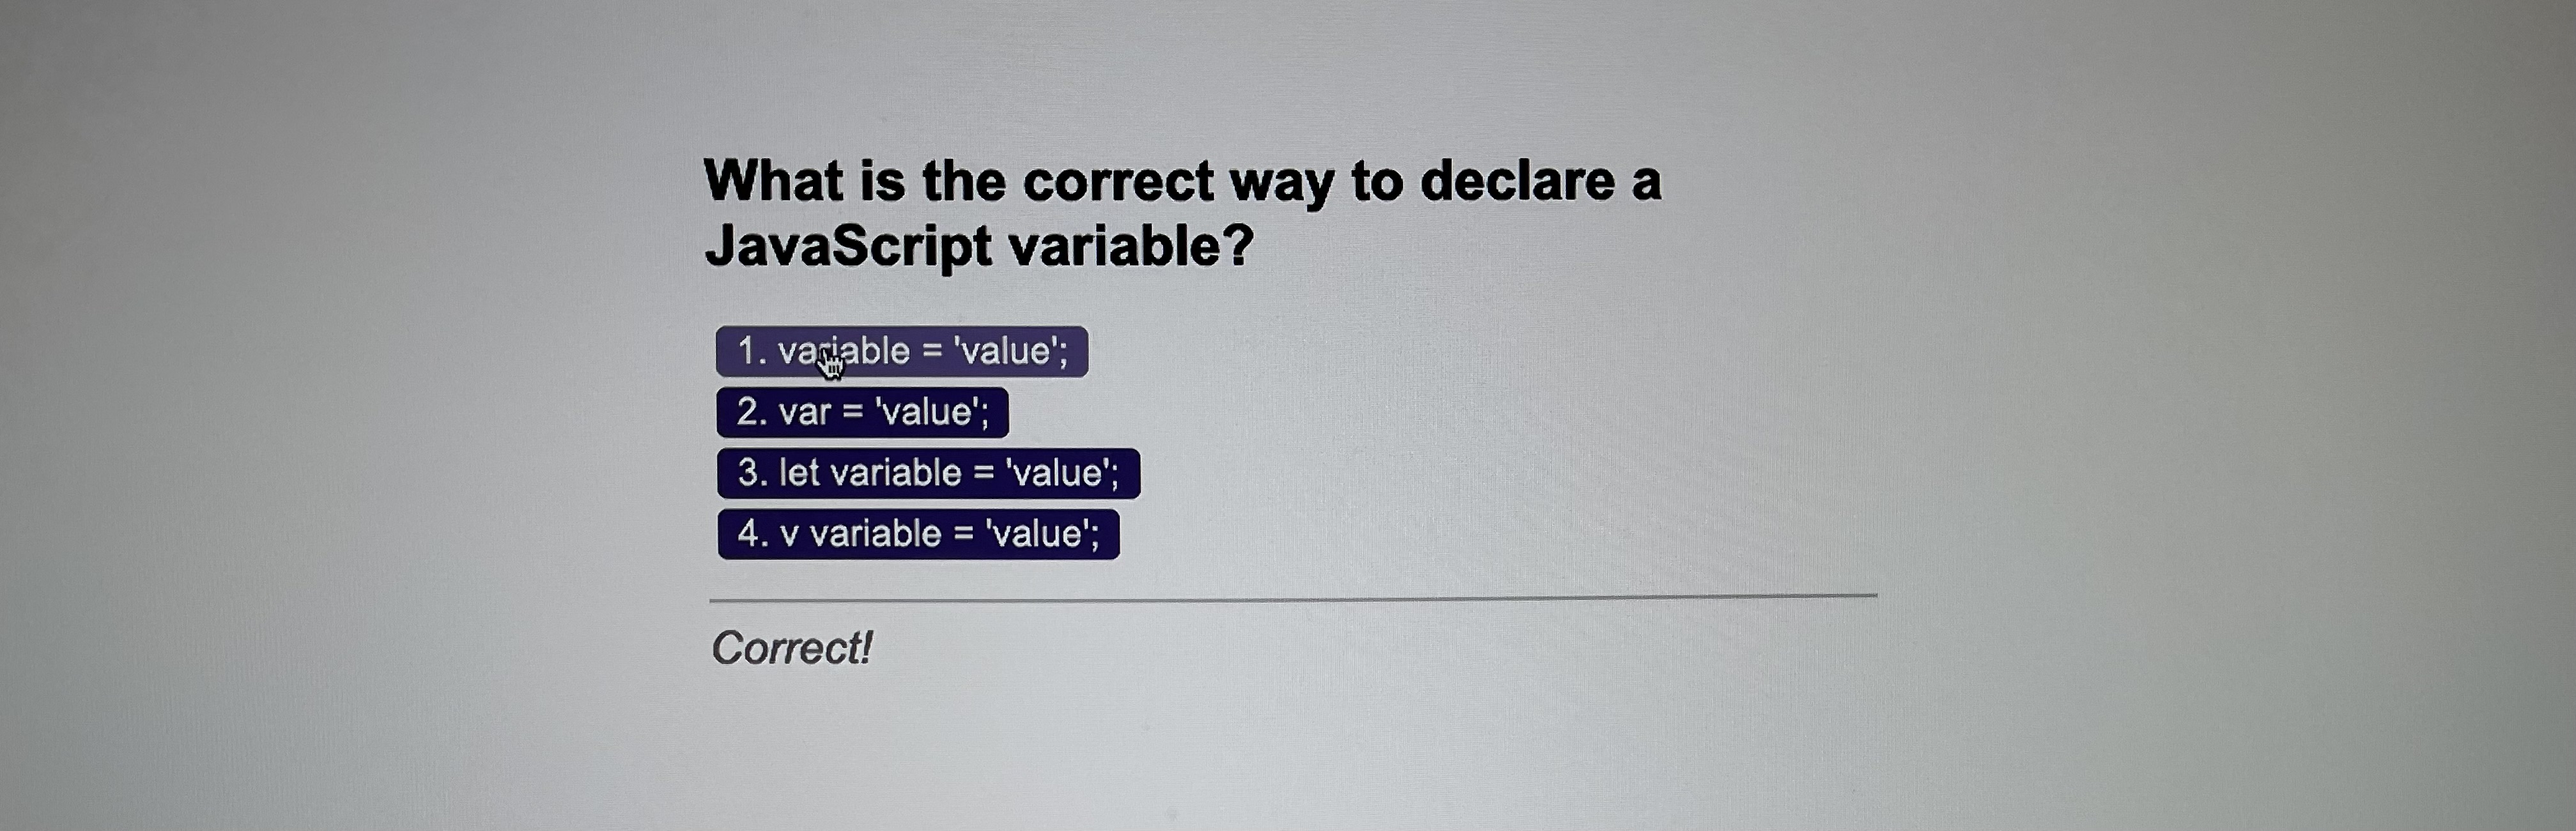 What is the correct way to declare a
JavaScript variable?
1. variable = 'value';
2. var = 'value';
3. let variable = 'value';
4. v variable = 'value';
Correct!